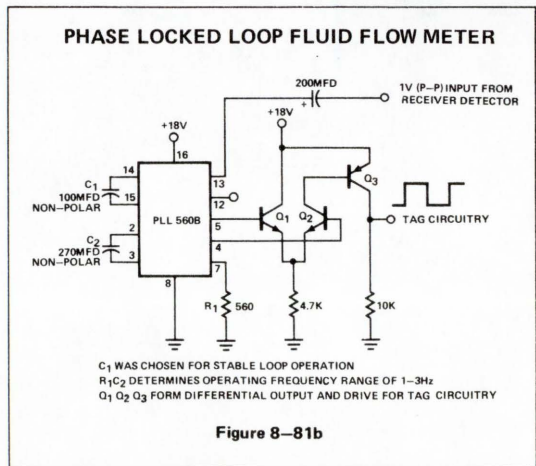 PHASE LOCKED LOOP FLUID FLOW METER
200MFD
+
1V (P–P) INPUT FROM
RECEIVER DETECTOR
+18V
+18V
16
14
13
C1
100MFD
NON-POLAR
15
12
PLL 560B
5
Q1
Q2
Q3
TAG CIRCUITRY
2
4
C2
270MFD
NON–POLAR
3
7
8
R1
560
4.7K
10K
C1 WAS CHOSEN FOR STABLE LOOP OPERATION
R1C2 DETERMINES OPERATING FREQUENCY RANGE OF 1–3Hz
Q1 Q2 Q3 FORM DIFFERENTIAL OUTPUT AND DRIVE FOR TAG CIRCUITRY
Figure 8–81b